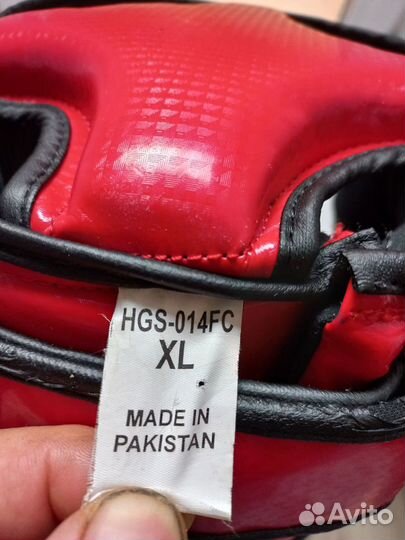 HGS-014FC
XL
MADE IN
PAKISTAN
Avito